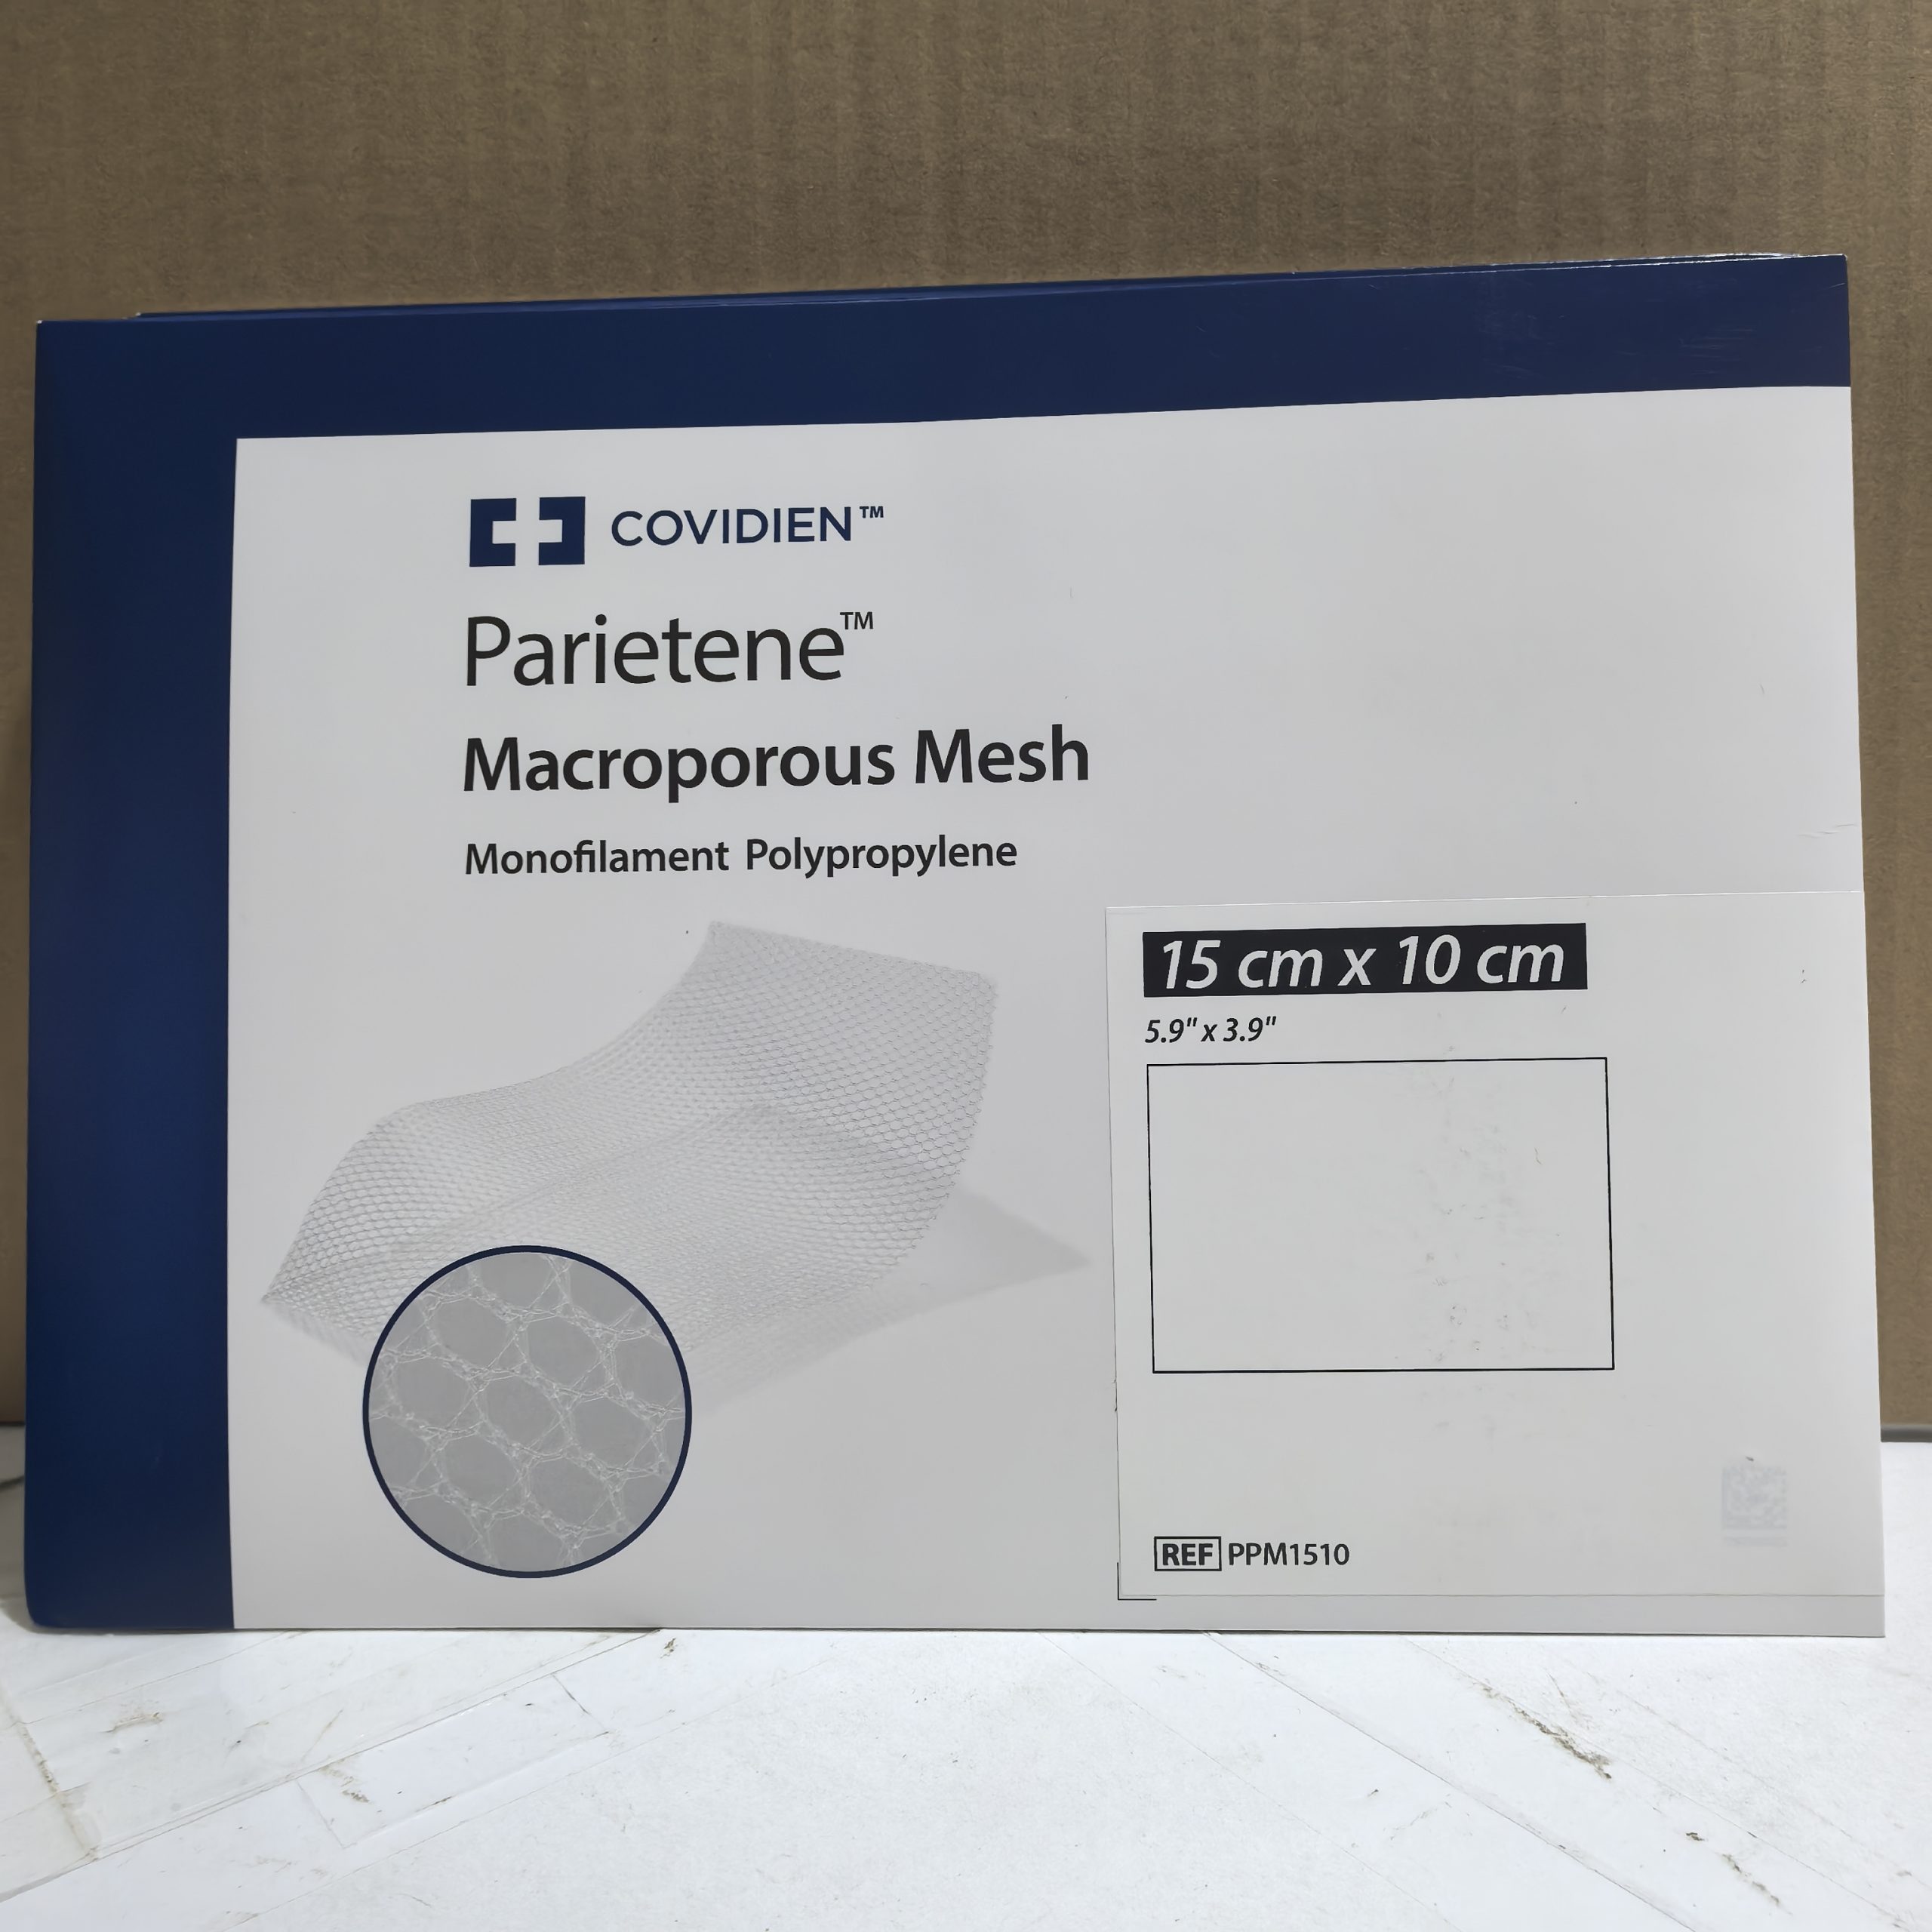 COVIDIEN™
Parietene™
Macroporous Mesh
Monofilament Polypropylene
15 cm x 10 cm
5.9" x 3.9"
REF PPM1510